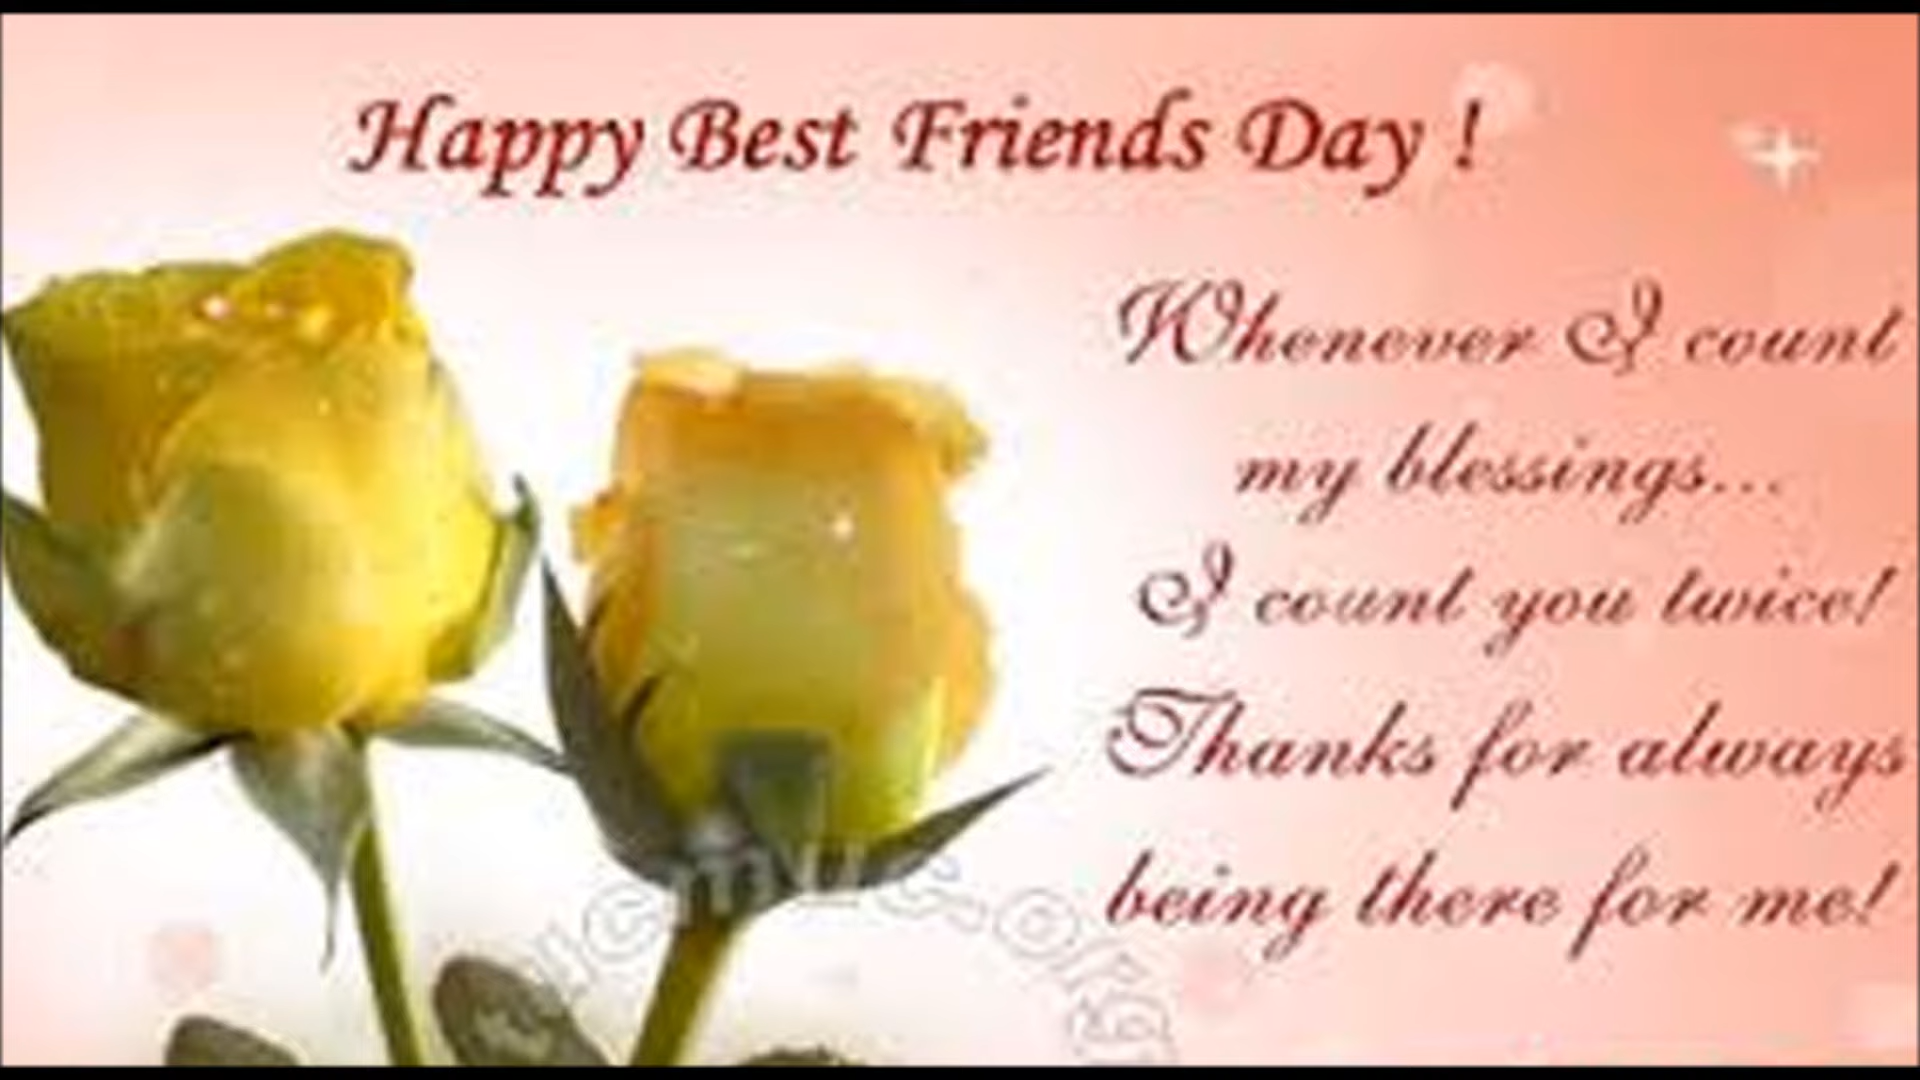 Happy Best Friends Day !
Whenever I count
my blessings...
I count you twice!
Thanks for always
being there for me!